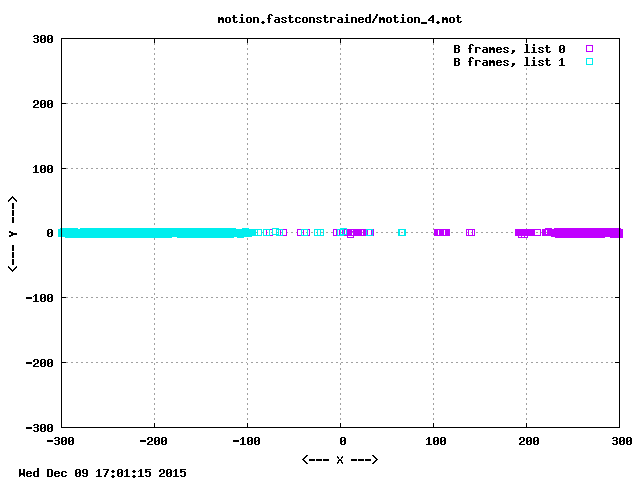 motion.fastconstrained/motion_4.mot
B frames, list 0
B frames, list 1
300
200
100
0
-100
-200
-300
<--- Y --->
-300 -200 -100 0 100 200 300
<--- X --->
Wed Dec 09 17:01:15 2015